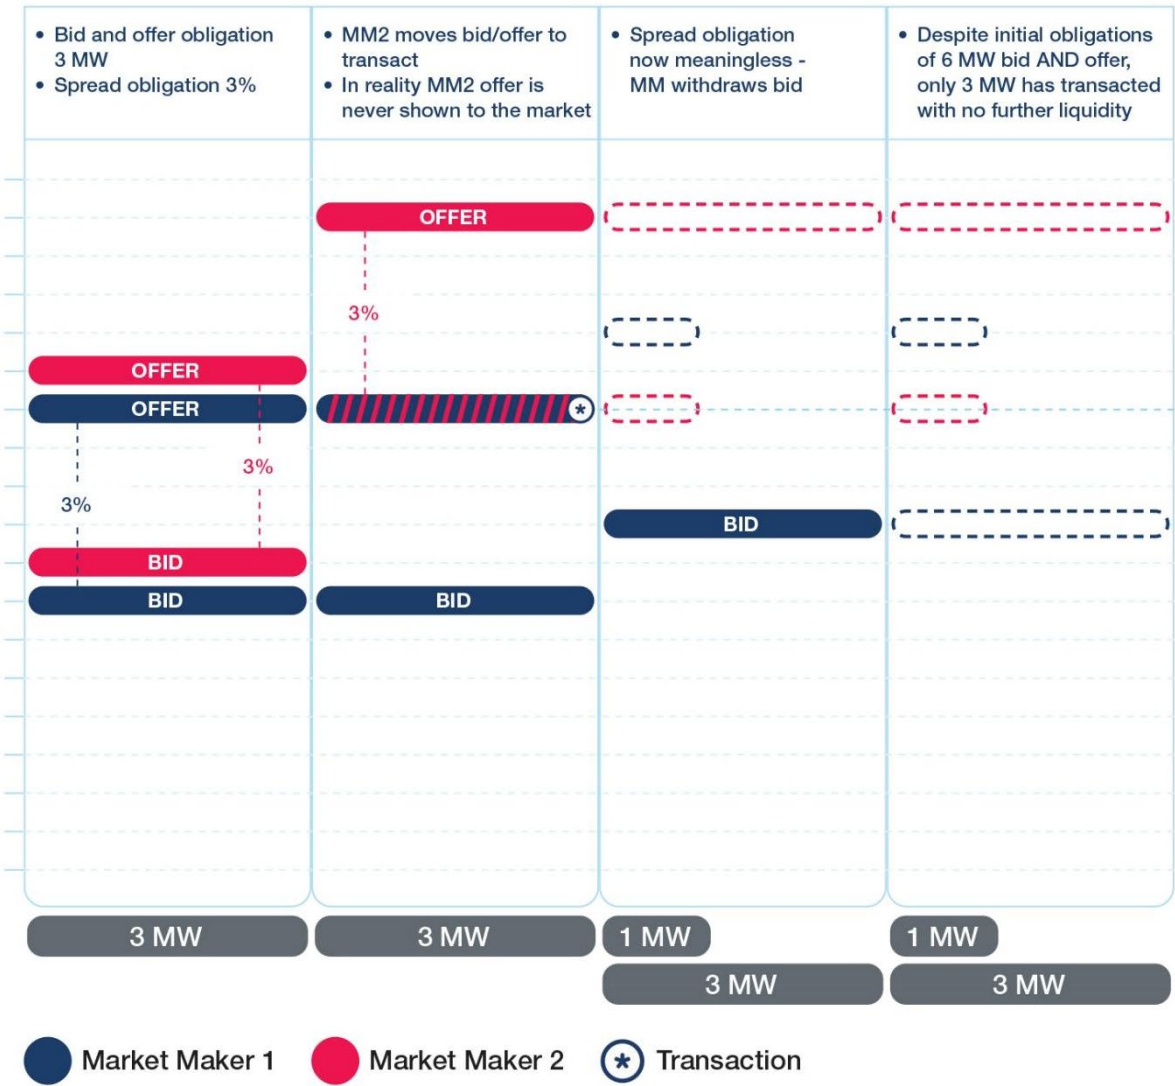 • Bid and offer obligation
3 MW
• Spread obligation 3%
• MM2 moves bid/offer to
transact
• In reality MM2 offer is
never shown to the market
• Spread obligation
now meaningless -
MM withdraws bid
• Despite initial obligations
of 6 MW bid AND offer,
only 3 MW has transacted
with no further liquidity
OFFER
3%
OFFER
OFFER
*
3%
3%
BID
BID
BID
BID
3 MW
3 MW
1 MW
1 MW
3 MW
3 MW
Market Maker 1
Market Maker 2
* Transaction